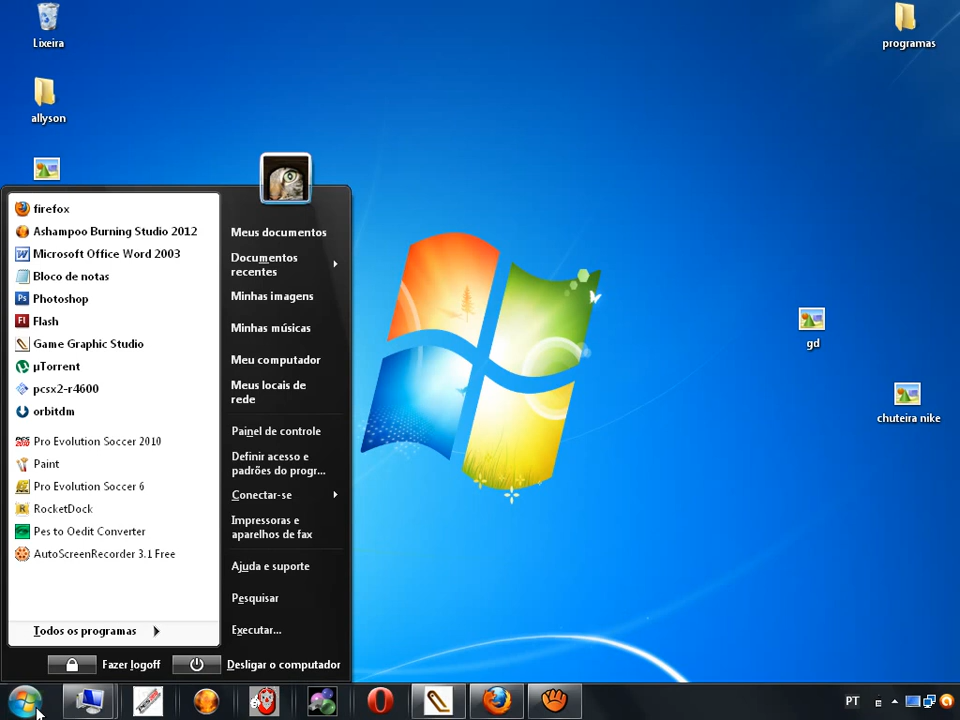 Lixeira
programas
allyson
firefox
Ashampoo Burning Studio 2012
Microsoft Office Word 2003
Bloco de notas
Photoshop
Flash
Game Graphic Studio
µTorrent
pcsx2-r4600
orbitdm
Pro Evolution Soccer 2010
Paint
Pro Evolution Soccer 6
RocketDock
Pes to Oedit Converter
AutoScreenRecorder 3.1 Free
Todos os programas
Meus documentos
Documentos
recentes
Minhas imagens
Minhas músicas
Meu computador
Meus locais de
rede
Painel de controle
Definir acesso e
padrões do progr...
Conectar-se
Impressoras e
aparelhos de fax
Ajuda e suporte
Pesquisar
Executar...
Fazer logoff
Desligar o computador
gd
chuteira nike
PT